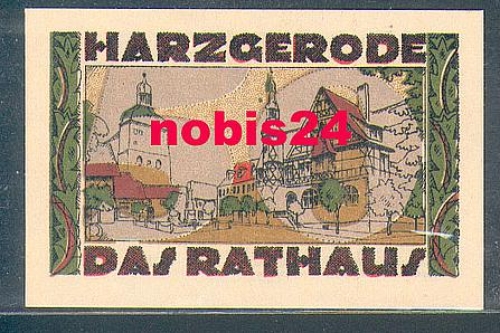 HARZGERODE
nobis24
DAS RATHAUS